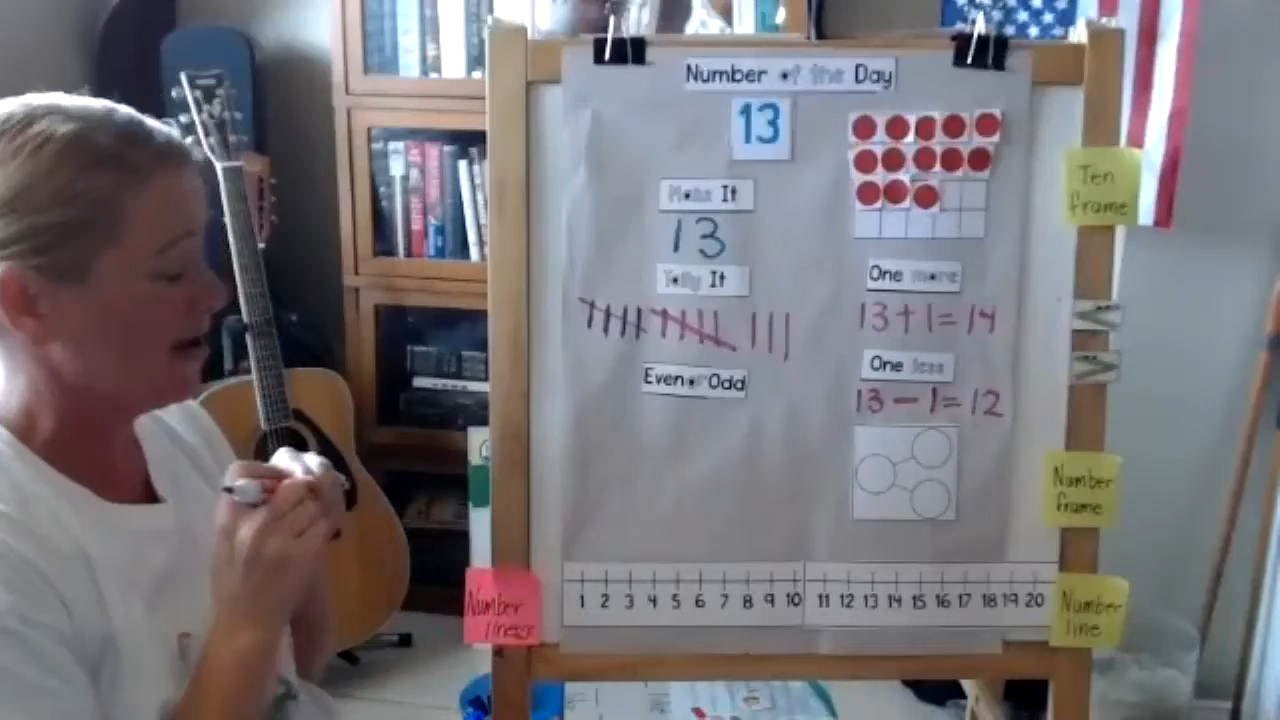 Number of the Day
13
Make It
13
Tally It
Even or Odd
One more
13+1=14
One less
13-1=12
Ten
frame
Number
frame
Number
line
Number
1 2 3 4 5 6 7 8 9 10 11 12 13 14 15 16 17 18 19 20